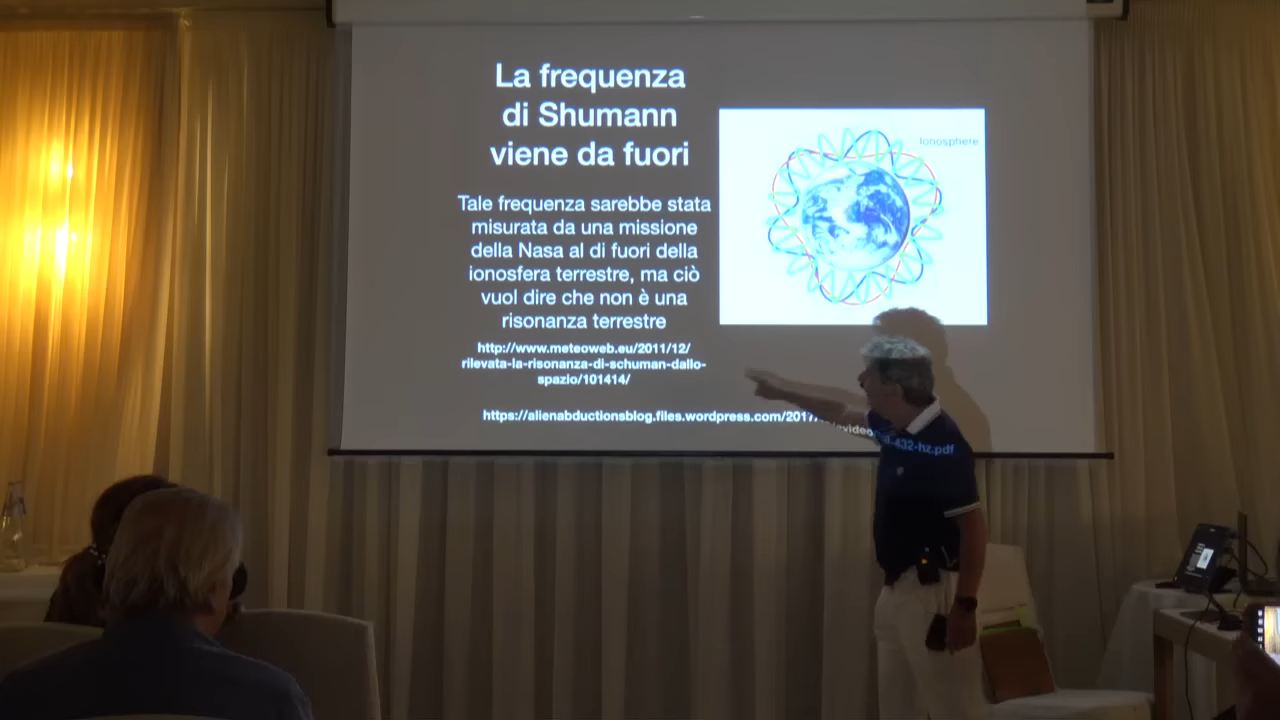 La frequenza
di Shumann
viene da fuori
Ionosphere
Tale frequenza sarebbe stata
misurata da una missione
della Nasa al di fuori della
ionosfera terrestre, ma ciò
vuol dire che non è una
risonanza terrestre
http://www.meteoweb.eu/2011/12/
rilevata-la-risonanza-di-schuman-dallo-
spazio/101414/
https://alienabductionsblog.files.wordpress.com/2017/
-432-hz.pdf